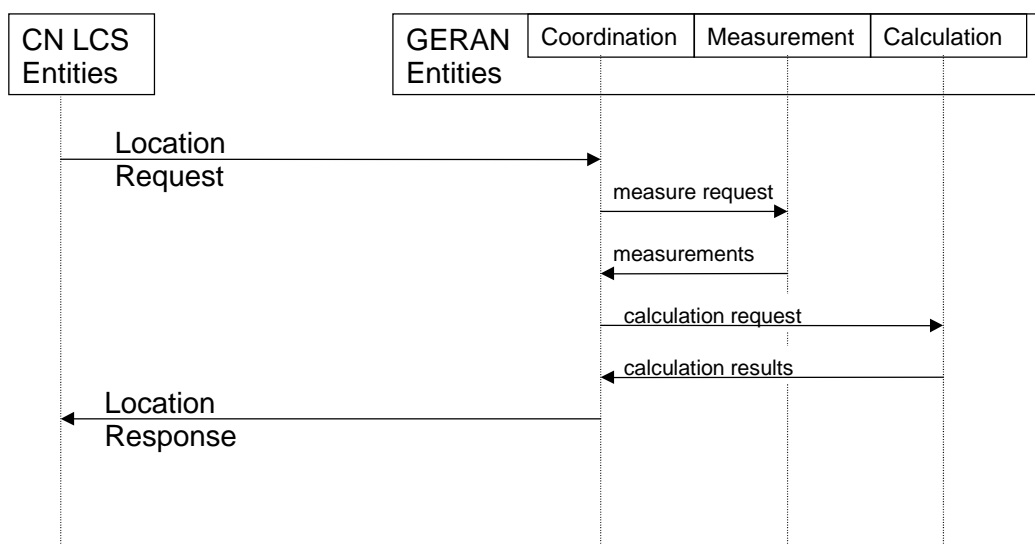 CN LCS
Entities
GERAN
Entities
Coordination
Measurement
Calculation
Location
Request
measure request
measurements
calculation request
calculation results
Location
Response